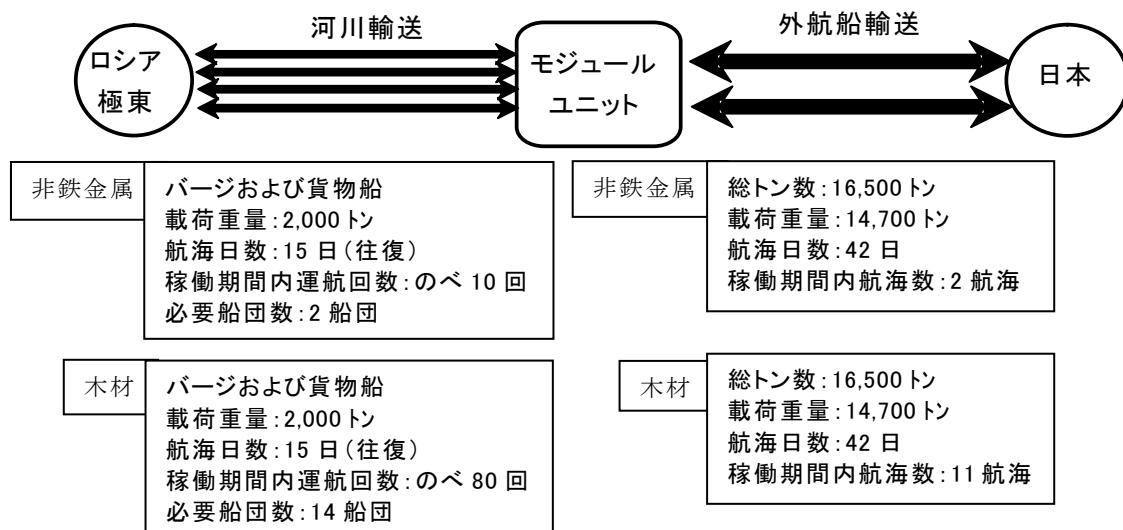 河川輸送
外航船輸送
ロシア
極東
モジュール
ユニット
日本
非鉄金属
バージおよび貨物船
載荷重量:2,000トン
航海日数:15日(往復)
稼働期間内運航回数:のべ10回
必要船団数:2船団
非鉄金属
総トン数:16,500トン
載荷重量:14,700トン
航海日数:42日
稼働期間内航海数:2航海
木材
バージおよび貨物船
載荷重量:2,000トン
航海日数:15日(往復)
稼働期間内運航回数:のべ80回
必要船団数:14船団
木材
総トン数:16,500トン
載荷重量:14,700トン
航海日数:42日
稼働期間内航海数:11航海